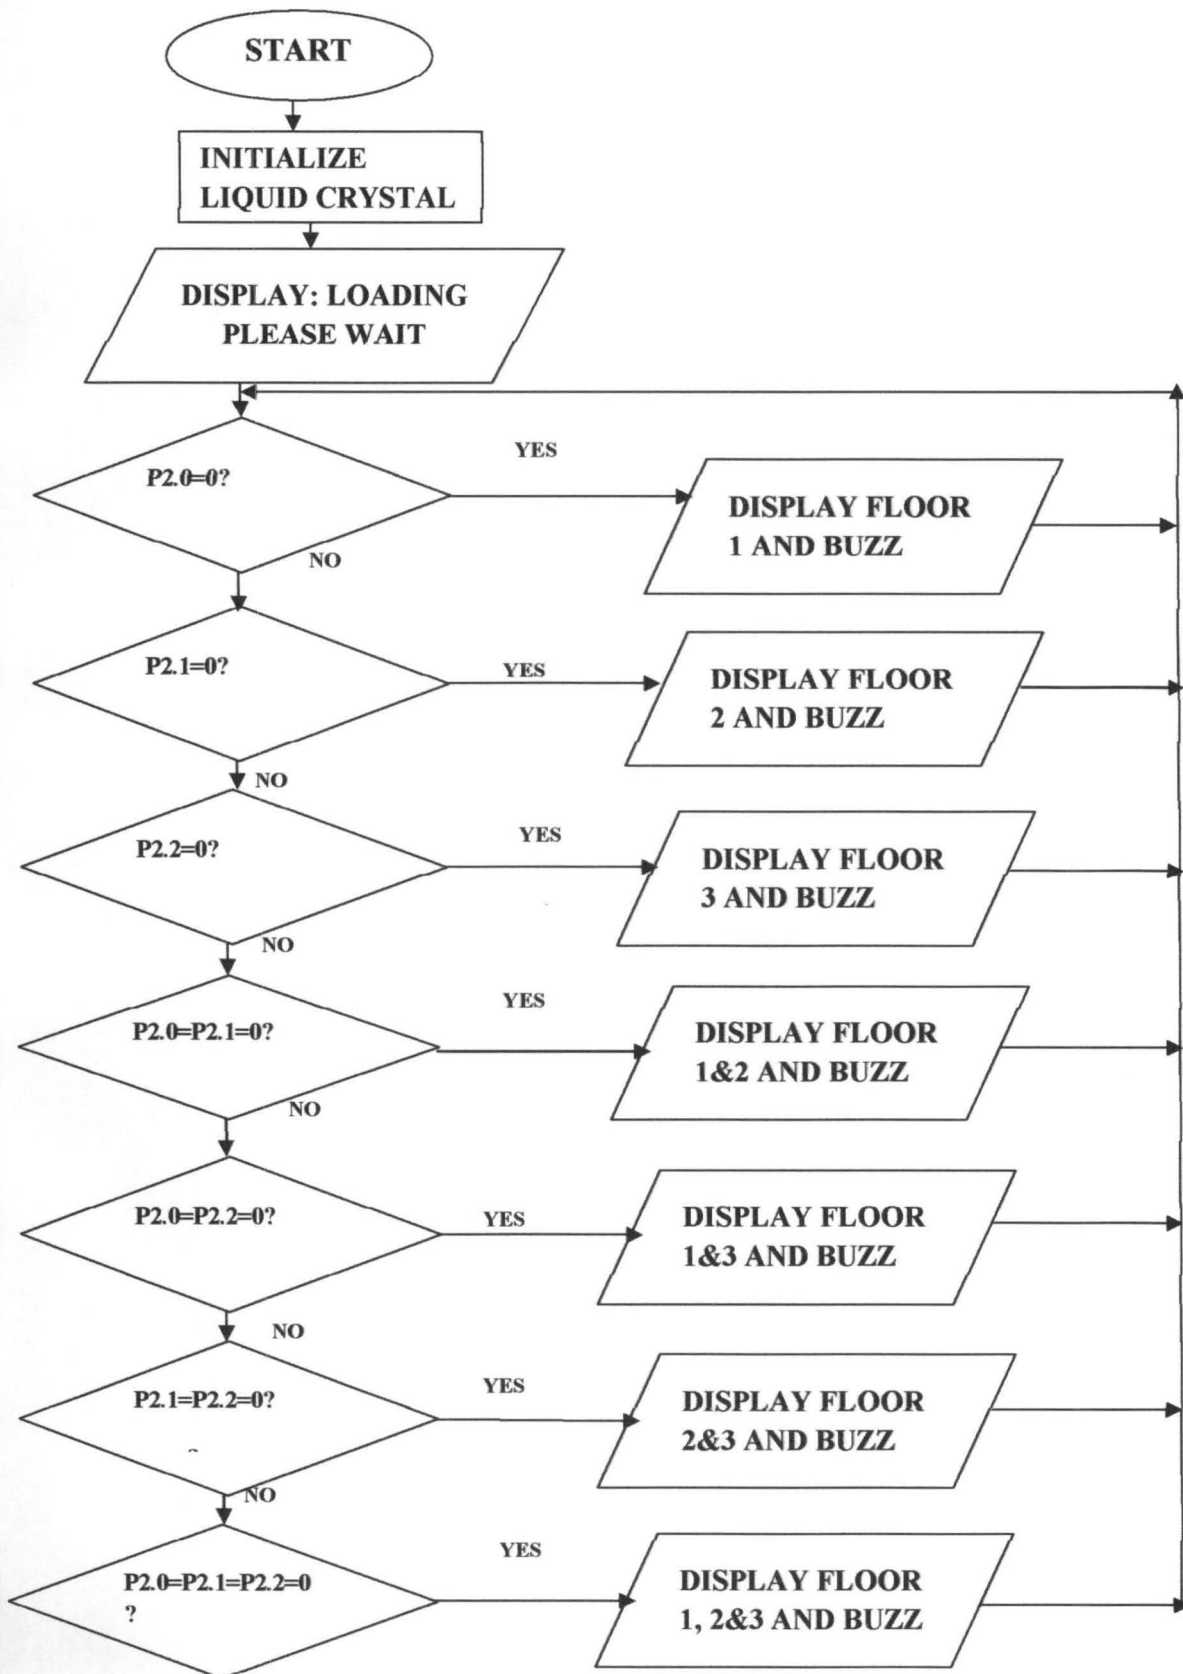 START
INITIALIZE
LIQUID CRYSTAL
DISPLAY: LOADING
PLEASE WAIT
P2.0=0?
YES
DISPLAY FLOOR
1 AND BUZZ
NO
P2.1=0?
YES
DISPLAY FLOOR
2 AND BUZZ
NO
P2.2=0?
YES
DISPLAY FLOOR
3 AND BUZZ
NO
P2.0=P2.1=0?
YES
DISPLAY FLOOR
1&2 AND BUZZ
NO
P2.0=P2.2=0?
YES
DISPLAY FLOOR
1&3 AND BUZZ
NO
P2.1=P2.2=0?
YES
DISPLAY FLOOR
2&3 AND BUZZ
NO
P2.0=P2.1=P2.2=0
?
YES
DISPLAY FLOOR
1, 2&3 AND BUZZ